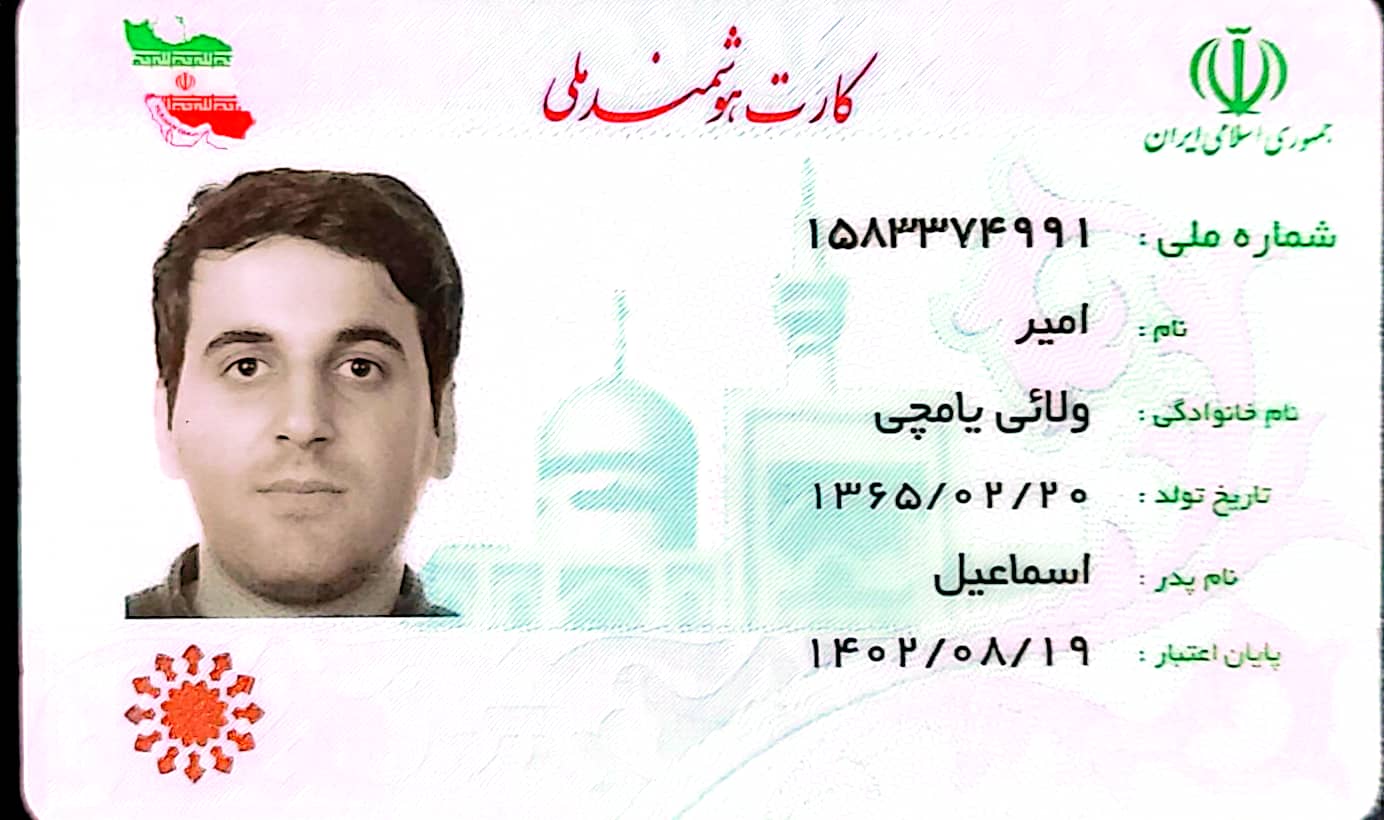 کارت هوشمند ملی
جمهوری اسلامی ایران
شماره ملی : ۱۵۸۳۳۷۴۹۹۱
نام : امیر
نام خانوادگی : ولائی یامچی
تاریخ تولد : ۱۳۶۵/۰۲/۲۰
نام پدر : اسماعیل
پایان اعتبار : ۱۴۰۲/۰۸/۱۹